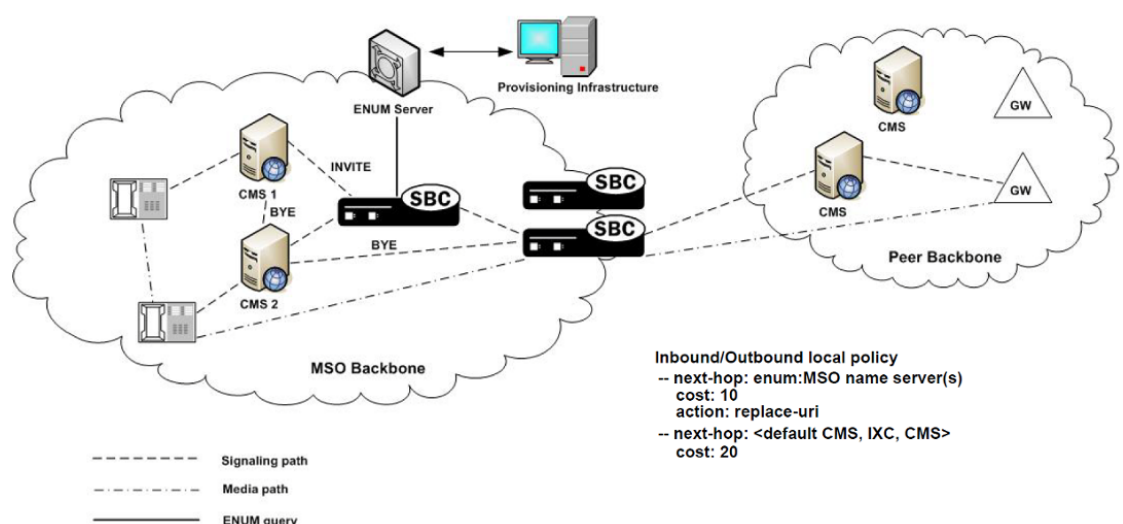 Provisioning Infrastructure
ENUM Server
CMS
GW
INVITE
CMS 1
SBC
SBC
CMS
GW
BYE
SBC
BYE
CMS 2
Peer Backbone
MSO Backbone
Inbound/Outbound local policy
-- next-hop: enum:MSO name server(s)
cost: 10
action: replace-uri
-- next-hop: <default CMS, IXC, CMS>
cost: 20
Signaling path
Media path
ENUM query